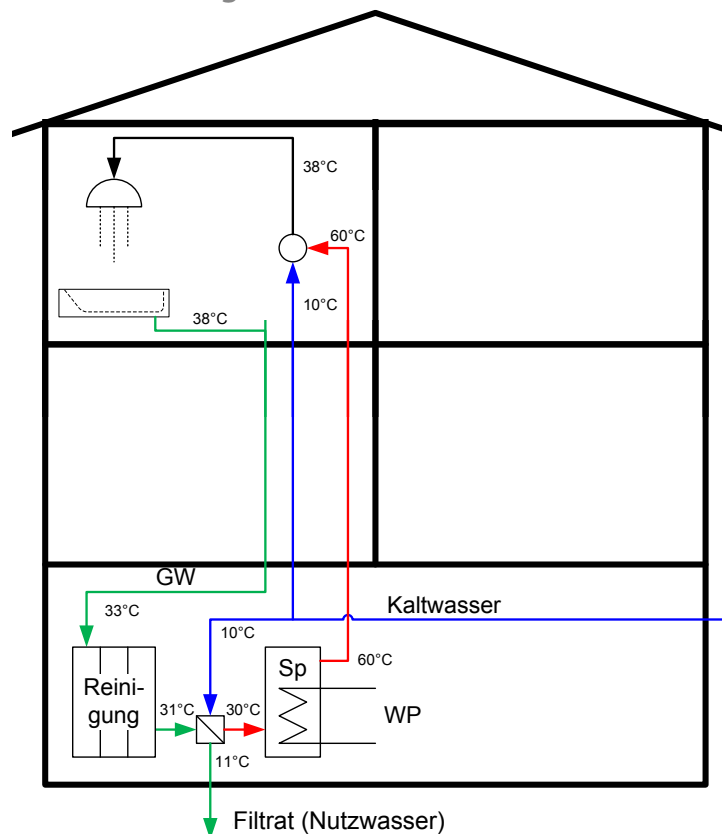 38°C
60°C
10°C
38°C
GW
33°C
Kaltwasser
10°C
Sp
60°C
Reini-
gung
31°C
30°C
WP
11°C
Filtrat (Nutzwasser)